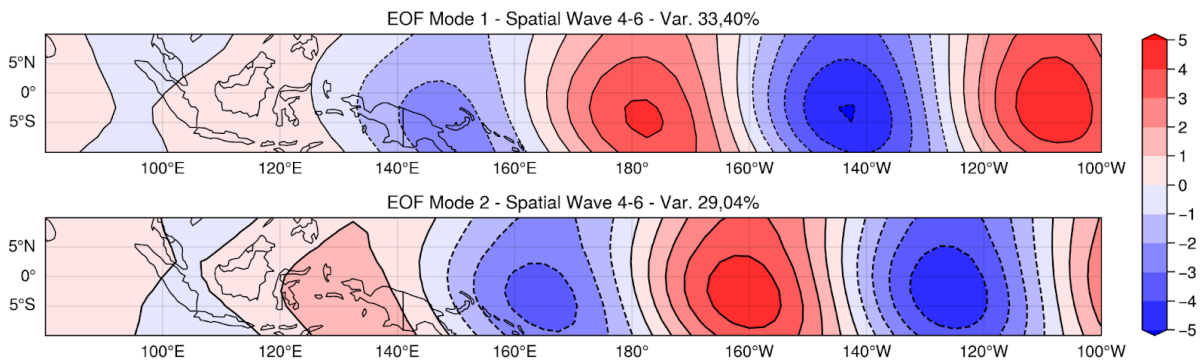 EOF Mode 1 - Spatial Wave 4-6 - Var. 33,40%
5°N
0°
5°S
100°E 120°E 140°E 160°E 180° 160°W 140°W 120°W 100°W
EOF Mode 2 - Spatial Wave 4-6 - Var. 29,04%
5°N
0°
5°S
100°E 120°E 140°E 160°E 180° 160°W 140°W 120°W 100°W
5
4
3
2
1
0
-1
-2
-3
-4
-5